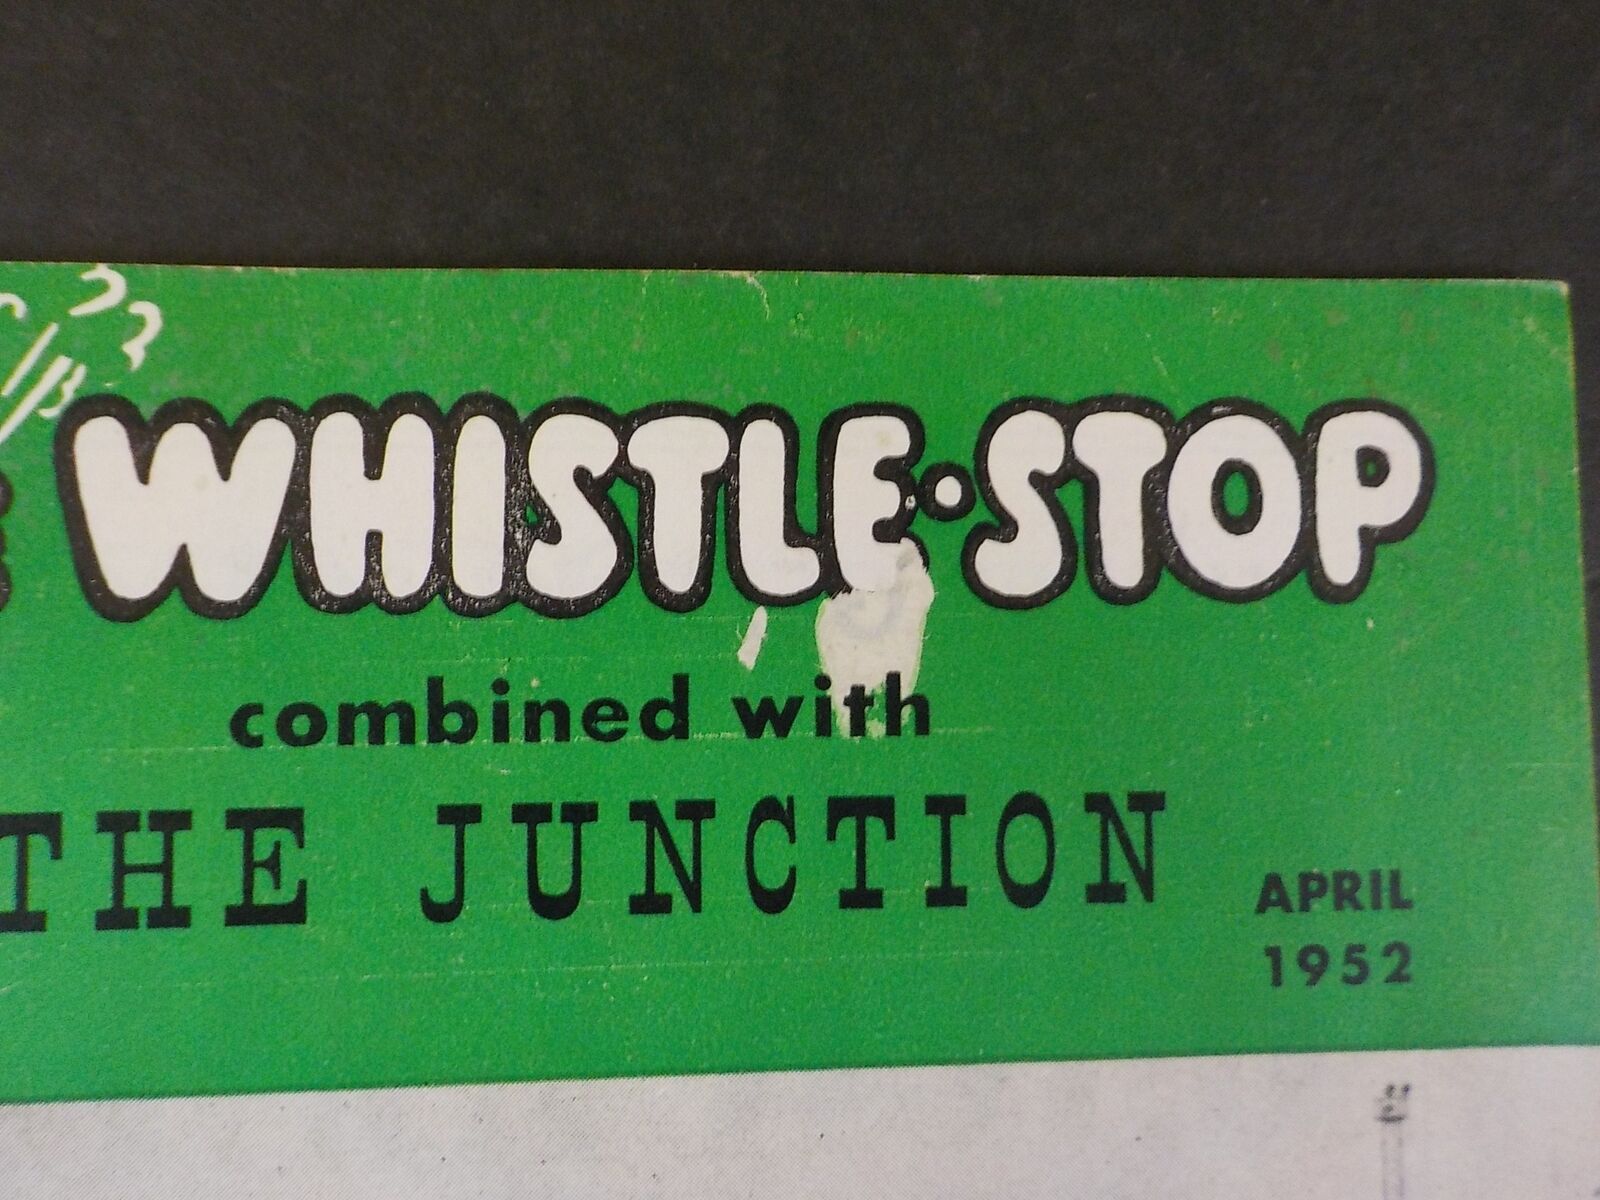 WHISTLE•STOP
combined with
THE JUNCTION
APRIL
1952